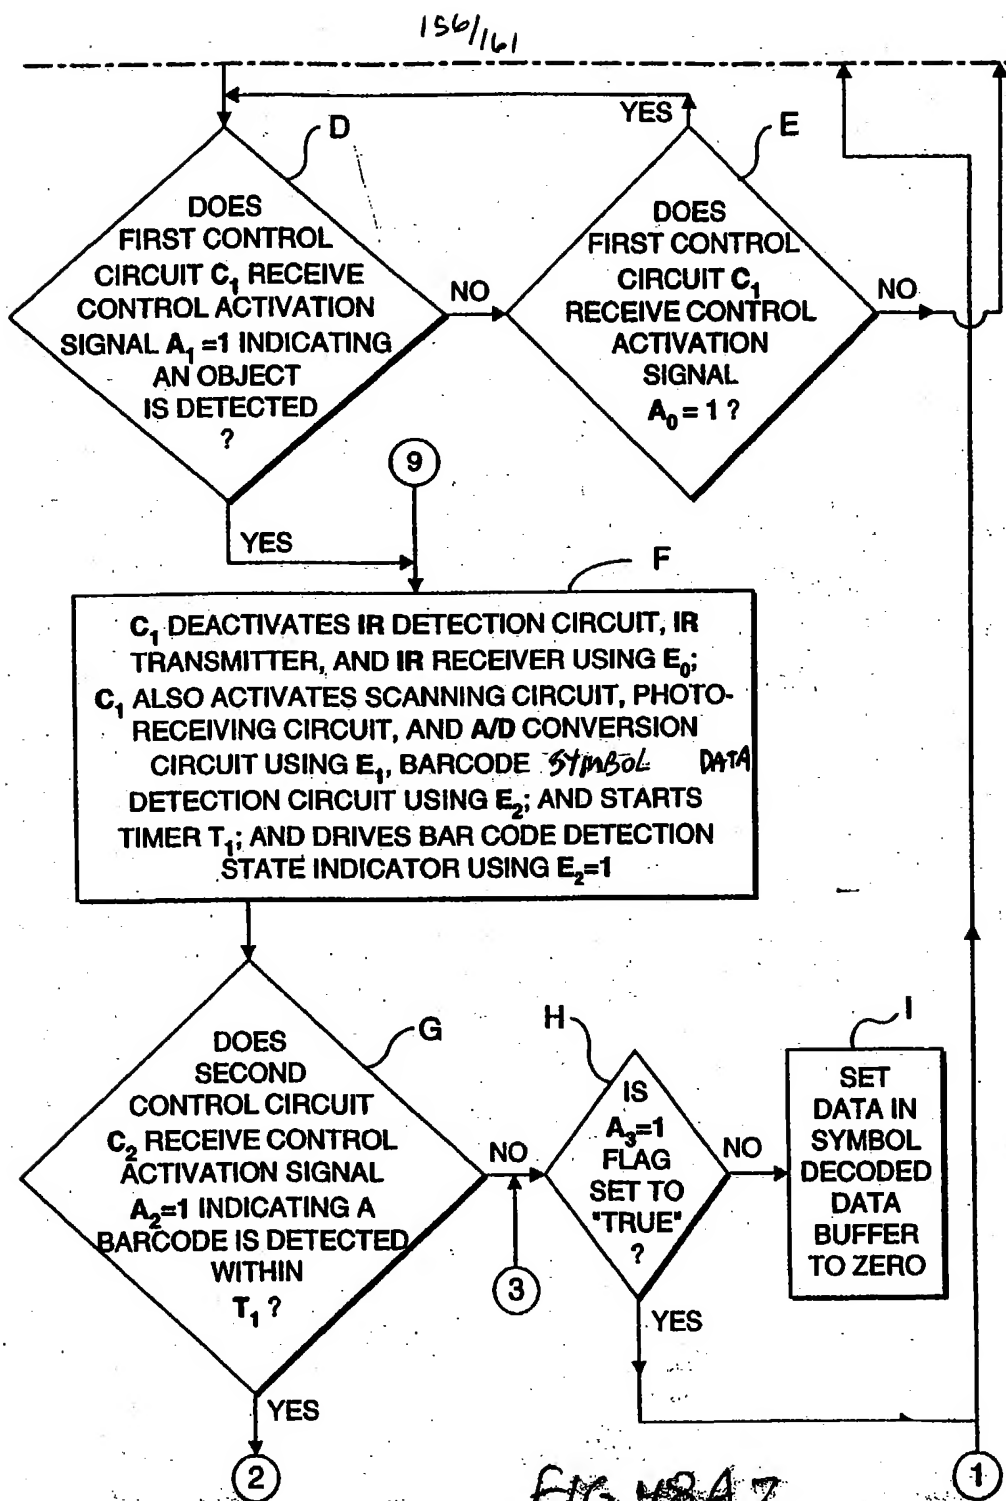 156/161
D
YES
E
DOES
FIRST CONTROL
CIRCUIT C₁ RECEIVE
CONTROL ACTIVATION
SIGNAL A₁ =1 INDICATING
AN OBJECT
IS DETECTED
?
NO
DOES
FIRST CONTROL
CIRCUIT C₁
RECEIVE CONTROL
ACTIVATION
SIGNAL
A₀ = 1 ?
NO
9
YES
F
C₁ DEACTIVATES IR DETECTION CIRCUIT, IR
TRANSMITTER, AND IR RECEIVER USING E₀;
C₁ ALSO ACTIVATES SCANNING CIRCUIT, PHOTO-
RECEIVING CIRCUIT, AND A/D CONVERSION
CIRCUIT USING E₁, BARCODE SYMBOL DATA
DETECTION CIRCUIT USING E₂; AND STARTS
TIMER T₁; AND DRIVES BAR CODE DETECTION
STATE INDICATOR USING E₂=1
G
DOES
SECOND
CONTROL CIRCUIT
C₂ RECEIVE CONTROL
ACTIVATION SIGNAL
A₂=1 INDICATING A
BARCODE IS DETECTED
WITHIN
T₁ ?
NO
3
H
IS
A₃=1
FLAG
SET TO
"TRUE"
?
NO
I
SET
DATA IN
SYMBOL
DECODED
DATA
BUFFER
TO ZERO
YES
YES
2
1
FIG.